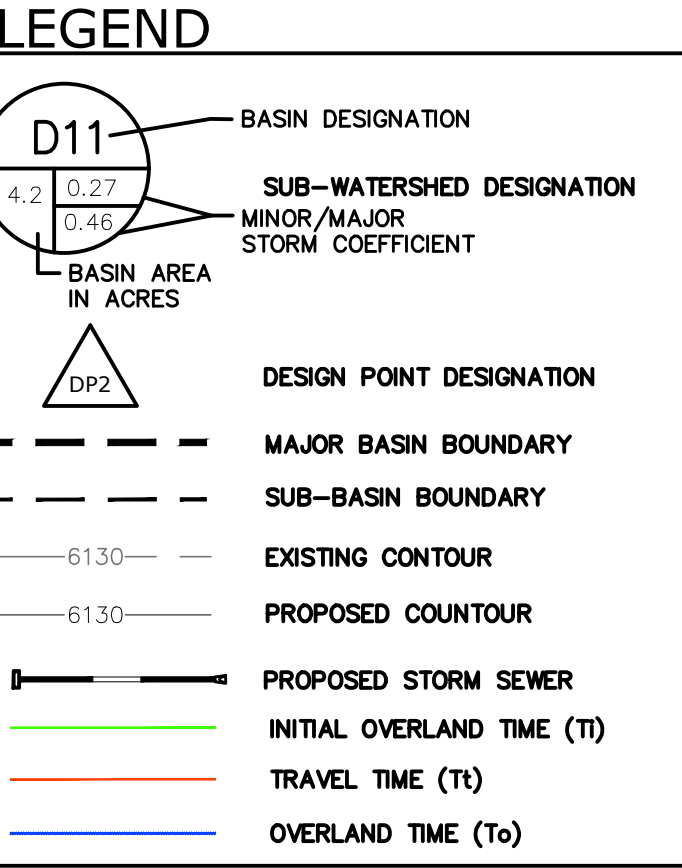 LEGEND
D11
BASIN DESIGNATION
4.2
0.27
0.46
SUB-WATERSHED DESIGNATION
MINOR/MAJOR
STORM COEFFICIENT
BASIN AREA
IN ACRES
DP2
DESIGN POINT DESIGNATION
MAJOR BASIN BOUNDARY
SUB-BASIN BOUNDARY
6130
EXISTING CONTOUR
6130
PROPOSED COUNTOUR
PROPOSED STORM SEWER
INITIAL OVERLAND TIME (Ti)
TRAVEL TIME (Tt)
OVERLAND TIME (To)